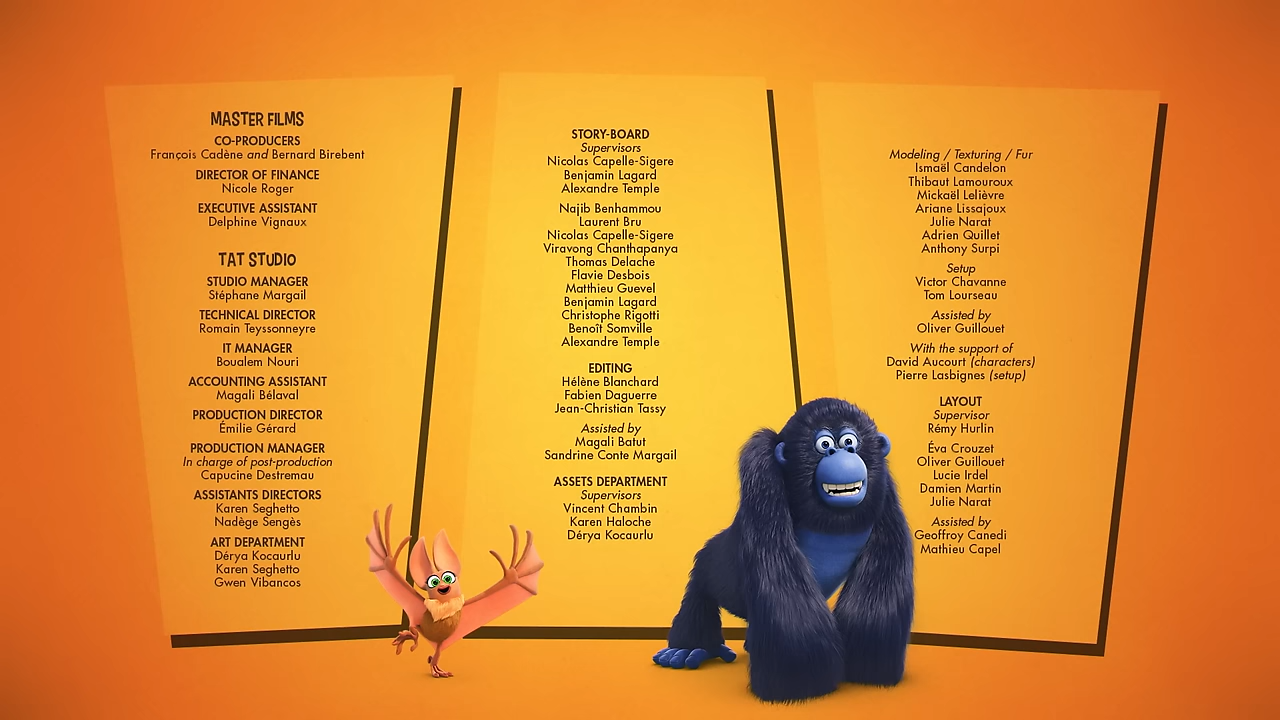 MASTER FILMS
CO-PRODUCERS
François Cadène and Bernard Birebent
DIRECTOR OF FINANCE
Nicole Roger
EXECUTIVE ASSISTANT
Delphine Vignaux
TAT STUDIO
STUDIO MANAGER
Stéphane Margail
TECHNICAL DIRECTOR
Romain Teyssonneyre
IT MANAGER
Boualem Nouri
ACCOUNTING ASSISTANT
Magali Bélaval
PRODUCTION DIRECTOR
Émilie Gérard
PRODUCTION MANAGER
In charge of post-production
Capucine Destremau
ASSISTANTS DIRECTORS
Karen Seghetto
Nadège Sengès
ART DEPARTMENT
Dérya Kocaurlu
Karen Seghetto
Gwen Vibancos
STORY-BOARD
Supervisors
Nicolas Capelle-Sigere
Benjamin Lagard
Alexandre Temple
Najib Benhammou
Laurent Bru
Nicolas Capelle-Sigere
Viravong Chanthapanya
Thomas Delache
Flavie Desbois
Matthieu Guevel
Benjamin Lagard
Christophe Rigotti
Benoît Somville
Alexandre Temple
EDITING
Hélène Blanchard
Fabien Daguerre
Jean-Christian Tassy
Assisted by
Magali Batut
Sandrine Conte Margail
ASSETS DEPARTMENT
Supervisors
Vincent Chambin
Karen Haloche
Dérya Kocaurlu
Modeling / Texturing / Fur
Ismaël Candelon
Thibaut Lamouroux
Mickaël Lelièvre
Ariane Lissajoux
Julie Narat
Adrien Quillet
Anthony Surpi
Setup
Victor Chavanne
Tom Lourseau
Assisted by
Oliver Guillouet
With the support of
David Aucourt (characters)
Pierre Lasbignes (setup)
LAYOUT
Supervisor
Rémy Hurlin
Éva Crouzet
Oliver Guillouet
Lucie Irdel
Damien Martin
Julie Narat
Assisted by
Geoffroy Canedi
Mathieu Capel